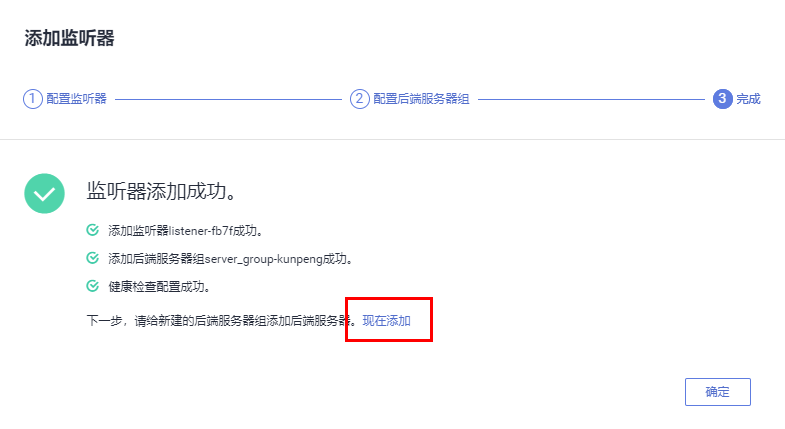 添加监听器
1 配置监听器 2 配置后端服务器组 3 完成
监听器添加成功。
添加监听器listener-fb7f成功。
添加后端服务器组server_group-kunpeng成功。
健康检查配置成功。
下一步，请给新建的后端服务器组添加后端服务器。现在添加
确定